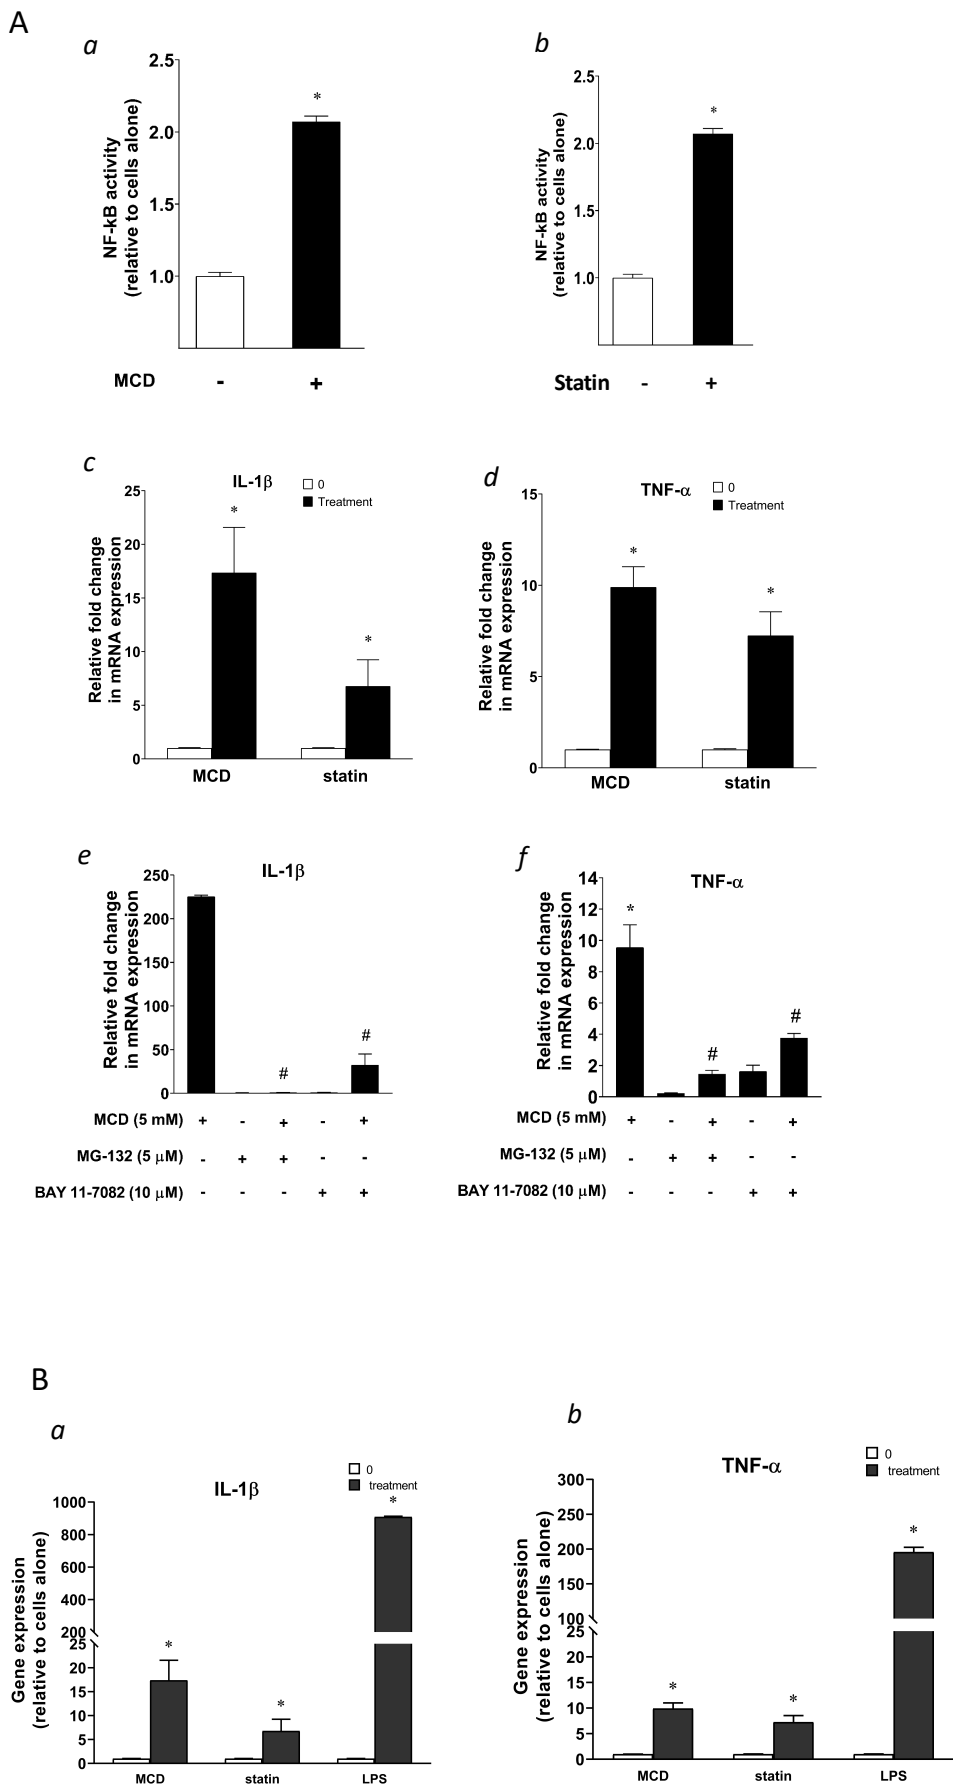 A
a
2.5
2.0
1.5
1.0
NF-kB activity
(relative to cells alone)
*
MCD - +
b
2.5
2.0
1.5
1.0
NF-kB activity
(relative to cells alone)
*
Statin - +
c
IL-1β
0
Treatment
25
20
15
10
5
0
Relative fold change
in mRNA expression
*
*
MCD statin
d
TNF-α
0
Treatment
15
10
5
0
Relative fold change
in mRNA expression
*
*
MCD statin
e
IL-1β
250
200
150
100
50
0
Relative fold change
in mRNA expression
#
#
MCD (5 mM) + - + - +
MG-132 (5 μM) - + + - -
BAY 11-7082 (10 μM) - - - + +
f
TNF-α
14
12
10
8
6
4
2
0
Relative fold change
in mRNA expression
*
#
#
MCD (5 mM) + - + - +
MG-132 (5 μM) - + + - -
BAY 11-7082 (10 μM) - - - + +
B
a
IL-1β
0
treatment
1000
800
600
400
200
25
20
15
10
5
0
Gene expression
(relative to cells alone)
*
*
*
MCD statin LPS
b
TNF-α
0
treatment
300
250
200
150
100
25
20
15
10
5
0
Gene expression
(relative to cells alone)
*
*
*
MCD statin LPS